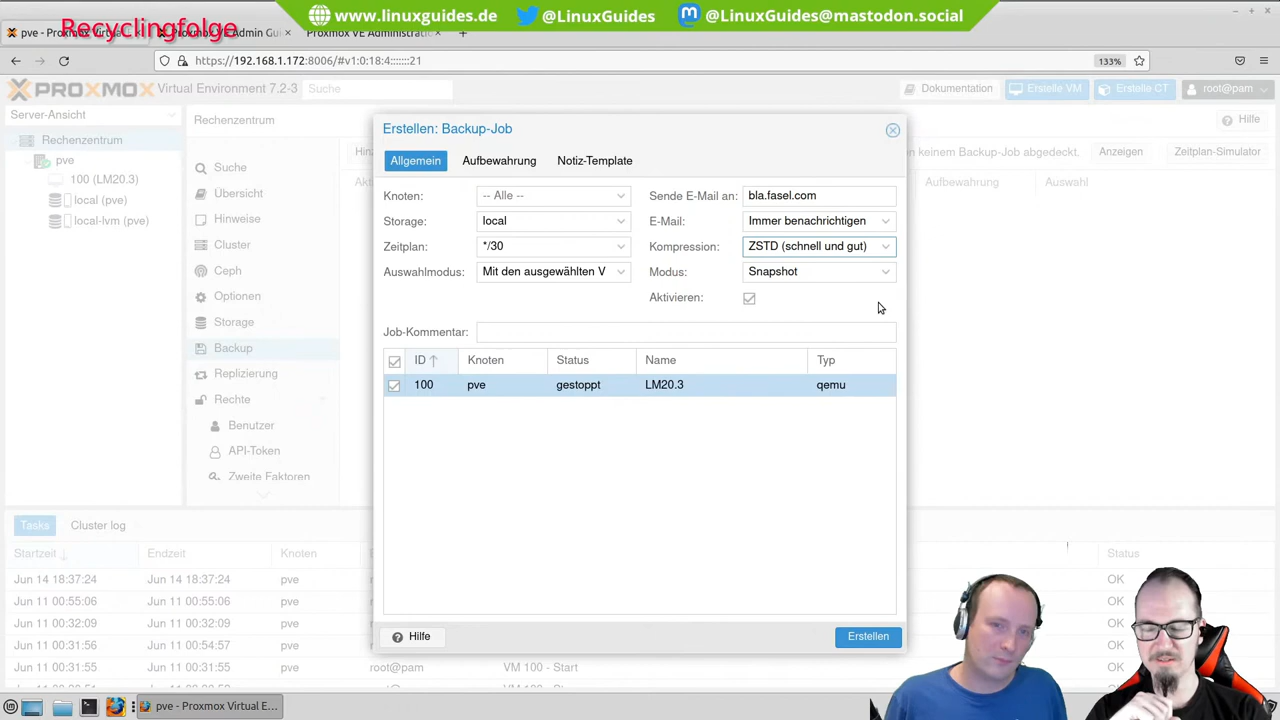 www.linuxguides.de @LinuxGuides @LinuxGuides@mastodon.social
Recyclingfolge
pve - Proxmox Virtual
Proxmox VE Admin Gui
Proxmox VE Administratio
https://192.168.1.172:8006/#v1:0:18:4:::::::21
133%
PROXMOX Virtual Environment 7.2-3 Suche
Dokumentation Erstelle VM Erstelle CT root@pam
Server-Ansicht
Rechenzentrum
pve
100 (LM20.3)
local (pve)
local-lvm (pve)
Rechenzentrum
Hilfe
Suche
Übersicht
Hinweise
Cluster
Ceph
Optionen
Storage
Backup
Replizierung
Rechte
Benutzer
API-Token
Zweite Faktoren
keinem Backup-Job abgedeckt. Anzeigen Zeitplan-Simulator
Aufbewahrung Auswahl
Erstellen: Backup-Job
Allgemein Aufbewahrung Notiz-Template
Knoten: -- Alle --
Storage: local
Zeitplan: */30
Auswahlmodus: Mit den ausgewählten V
Sende E-Mail an: bla.fasel.com
E-Mail: Immer benachrichtigen
Kompression: ZSTD (schnell und gut)
Modus: Snapshot
Aktivieren:
Job-Kommentar:
ID Knoten Status Name Typ
100 pve gestoppt LM20.3 qemu
Hilfe Erstellen
Tasks Cluster log
Startzeit Endzeit Knoten Status
Jun 14 18:37:24 Jun 14 18:37:24 pve OK
Jun 11 00:55:06 Jun 11 00:55:06 pve OK
Jun 11 00:32:09 Jun 11 00:32:09 pve OK
Jun 11 00:31:56 Jun 11 00:54:57 pve OK
Jun 11 00:31:55 Jun 11 00:31:55 pve root@pam VM 100 - Start OK
pve - Proxmox Virtual E...